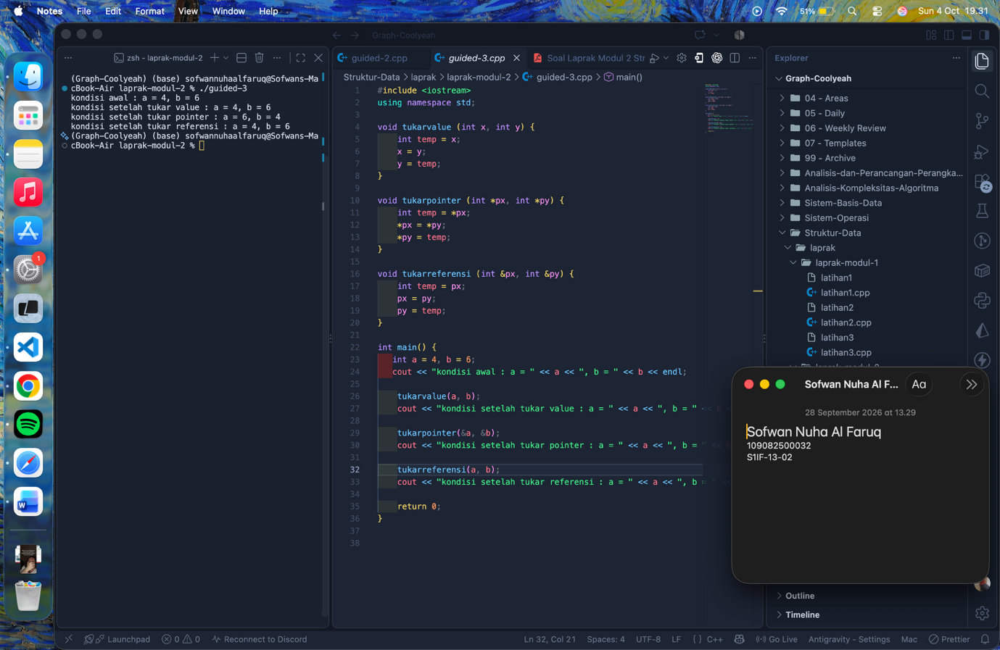 Notes File Edit Format View Window Help 51% Sun 4 Oct 19.31
Graph-Coolyeah
zsh - laprak-modul-2
(Graph-Coolyeah) (base) sofwannuhaalfaruq@Sofwans-Ma
cBook-Air laprak-modul-2 % ./guided-3
kondisi awal : a = 4, b = 6
kondisi setelah tukar value : a = 4, b = 6
kondisi setelah tukar pointer : a = 6, b = 4
kondisi setelah tukar referensi : a = 4, b = 6
(Graph-Coolyeah) (base) sofwannuhaalfaruq@Sofwans-Ma
cBook-Air laprak-modul-2 %
guided-2.cpp guided-3.cpp Soal Laprak Modul 2 Str
Struktur-Data > laprak > laprak-modul-2 > guided-3.cpp > main()
1 #include <iostream>
2 using namespace std;
3
4 void tukarvalue (int x, int y) {
5 int temp = x;
6 x = y;
7 y = temp;
8 }
9
10 void tukarpointer (int *px, int *py) {
11 int temp = *px;
12 *px = *py;
13 *py = temp;
14 }
15
16 void tukarreferensi (int &px, int &py) {
17 int temp = px;
18 px = py;
19 py = temp;
20 }
21
22 int main() {
23 int a = 4, b = 6;
24 cout << "kondisi awal : a = " << a << ", b = " << b << endl;
25
26 tukarvalue(a, b);
27 cout << "kondisi setelah tukar value : a = " << a << ", b = " << b
28
29 tukarpointer(&a, &b);
30 cout << "kondisi setelah tukar pointer : a = " << a << ", b = "
31
32 tukarreferensi(a, b);
33 cout << "kondisi setelah tukar referensi : a = " << a << ", b = "
34
35 return 0;
36 }
37
38
Explorer
Graph-Coolyeah
04 - Areas
05 - Daily
06 - Weekly Review
07 - Templates
99 - Archive
Analisis-dan-Perancangan-Perangka...
Analisis-Kompleksitas-Algoritma
Sistem-Basis-Data
Sistem-Operasi
Struktur-Data
laprak
laprak-modul-1
latihan1
latihan1.cpp
latihan2
latihan2.cpp
latihan3
latihan3.cpp
1
Sofwan Nuha Al F... Aa
28 September 2026 at 13.29
Sofwan Nuha Al Faruq
109082500032
S1IF-13-02
Outline
Timeline
Launchpad 0 0 Reconnect to Discord Ln 32, Col 21 Spaces: 4 UTF-8 LF { } C++ Go Live Antigravity - Settings Mac Prettier